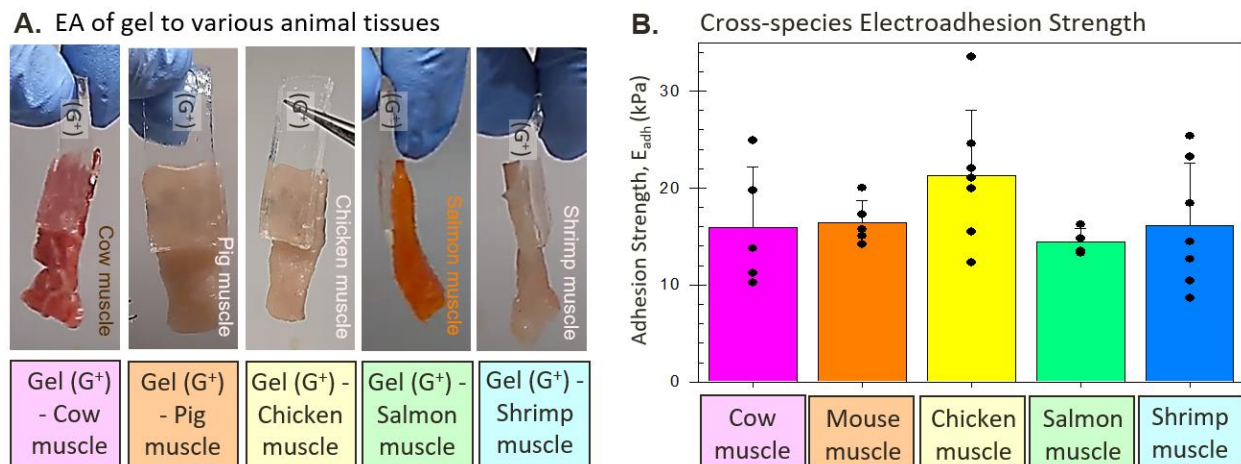 A. EA of gel to various animal tissues
(G⁺)
Cow muscle
(G⁺)
Pig muscle
(G⁺)
Chicken muscle
(G⁺)
Salmon muscle
(G⁺)
Shrimp muscle
Gel (G⁺)
- Cow
muscle
Gel (G⁺)
- Pig
muscle
Gel (G⁺) -
Chicken
muscle
Gel (G⁺) -
Salmon
muscle
Gel (G⁺) -
Shrimp
muscle
B. Cross-species Electroadhesion Strength
Adhesion Strength, E_adh (kPa)
30
20
10
0
Cow
muscle
Mouse
muscle
Chicken
muscle
Salmon
muscle
Shrimp
muscle